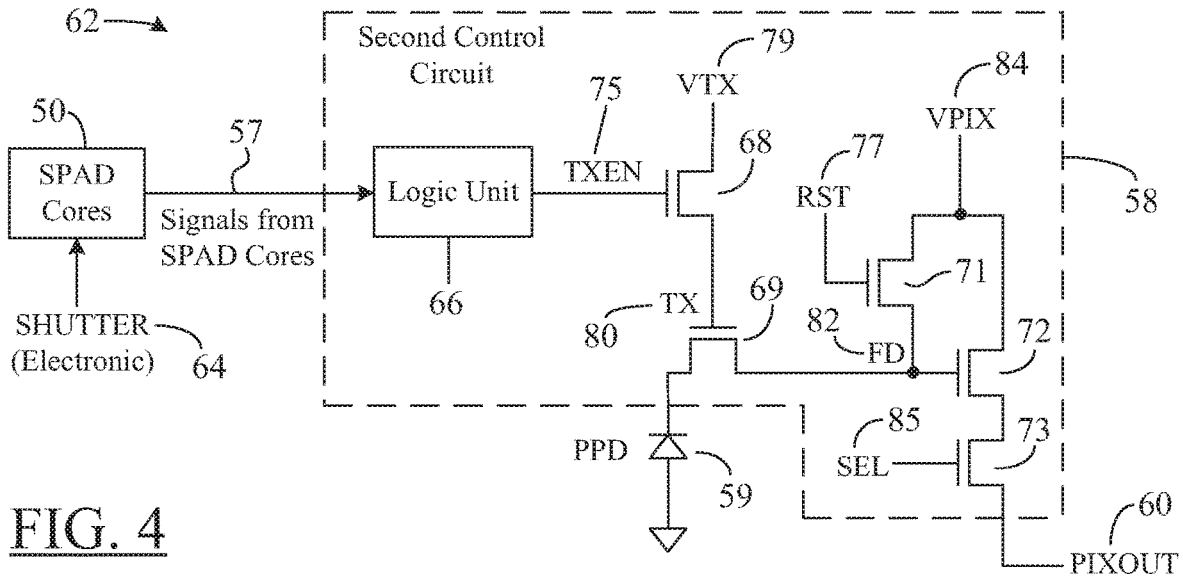 62
Second Control
Circuit
79
VTX
84
VPIX
50
SPAD
Cores
57
Signals from
SPAD Cores
75
TXEN
68
Logic Unit
66
77
RST
58
71
SHUTTER
(Electronic)
64
TX
80
69
82
FD
72
PPD
59
85
SEL
73
FIG. 4
60
PIXOUT